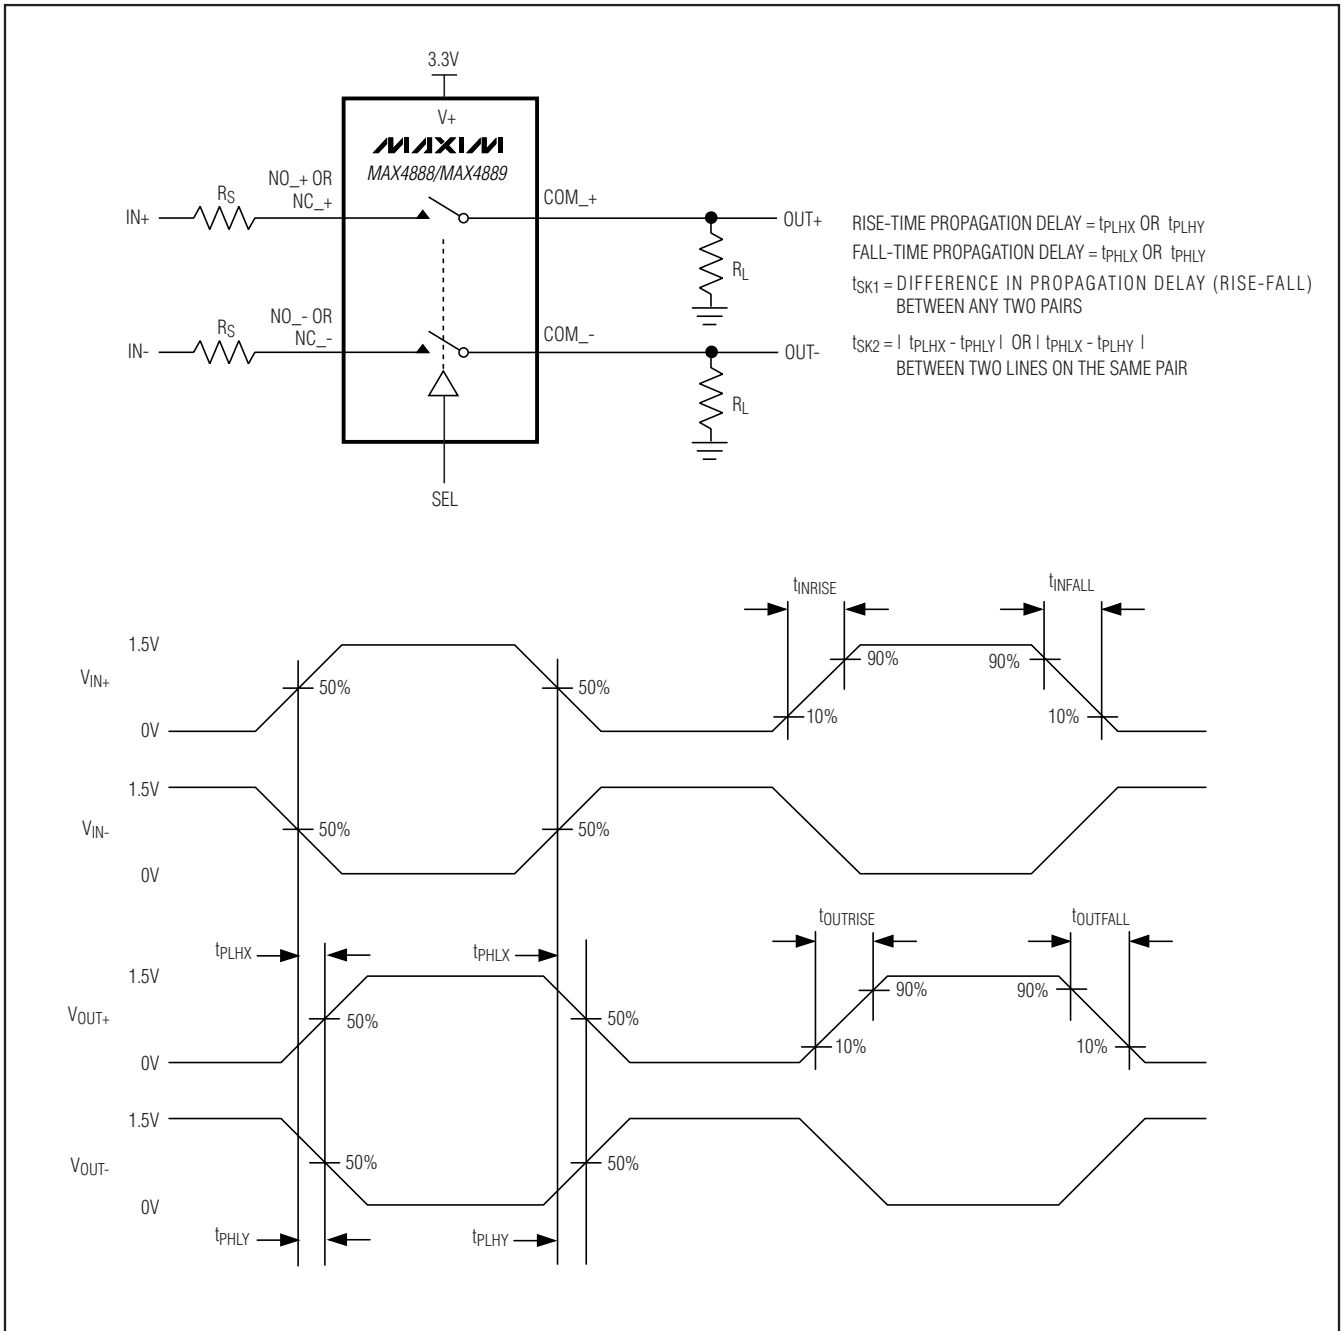 3.3V
V+
MAXIM
MAX4888/MAX4889
NO_+ OR
NC_+
RS
IN+
COM_+
OUT+
RL
NO_- OR
NC_-
RS
IN-
COM_-
OUT-
RL
SEL
RISE-TIME PROPAGATION DELAY = tPLHX OR tPLHY
FALL-TIME PROPAGATION DELAY = tPHLX OR tPHLY
tSK1 = DIFFERENCE IN PROPAGATION DELAY (RISE-FALL)
BETWEEN ANY TWO PAIRS
tSK2 = | tPLHX - tPHLY | OR | tPHLX - tPLHY |
BETWEEN TWO LINES ON THE SAME PAIR
tINRISE
tINFALL
1.5V
VIN+
0V
50%
50%
90%
10%
90%
10%
1.5V
VIN-
0V
50%
50%
tPLHX
tPHLX
tOUTRISE
tOUTFALL
1.5V
VOUT+
0V
50%
50%
90%
10%
90%
10%
1.5V
VOUT-
0V
50%
50%
tPHLY
tPLHY